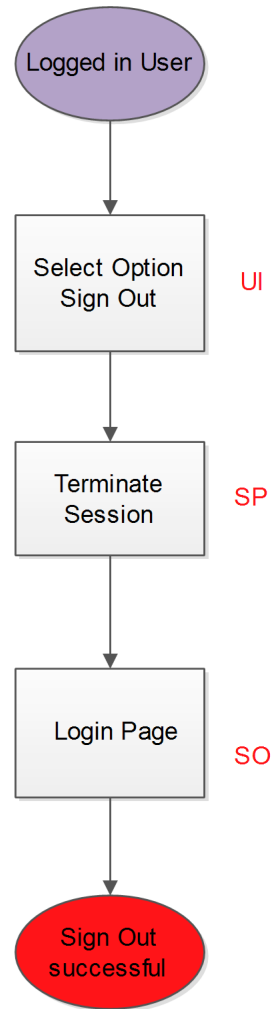 Logged in User
Select Option
Sign Out
UI
Terminate
Session
SP
Login Page
SO
Sign Out
successful